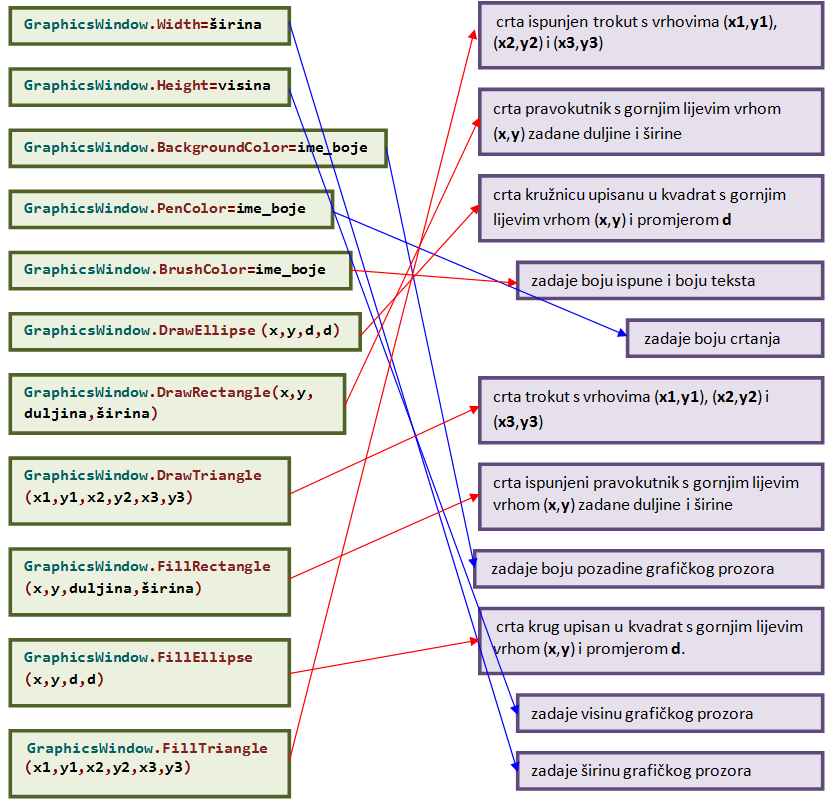 GraphicsWindow.Width=širina
GraphicsWindow.Height=visina
GraphicsWindow.BackgroundColor=ime_boje
GraphicsWindow.PenColor=ime_boje
GraphicsWindow.BrushColor=ime_boje
GraphicsWindow.DrawEllipse (x,y,d,d)
GraphicsWindow.DrawRectangle(x,y,
duljina,širina)
GraphicsWindow.DrawTriangle
(x1,y1,x2,y2,x3,y3)
GraphicsWindow.FillRectangle
(x,y,duljina,širina)
GraphicsWindow.FillEllipse
(x,y,d,d)
GraphicsWindow.FillTriangle
(x1,y1,x2,y2,x3,y3)
crta ispunjen trokut s vrhovima (x1,y1),
(x2,y2) i (x3,y3)
crta pravokutnik s gornjim lijevim vrhom
(x,y) zadane duljine i širine
crta kružnicu upisanu u kvadrat s gornjim
lijevim vrhom (x,y) i promjerom d
zadaje boju ispune i boju teksta
zadaje boju crtanja
crta trokut s vrhovima (x1,y1), (x2,y2) i
(x3,y3)
crta ispunjeni pravokutnik s gornjim lijevim
vrhom (x,y) zadane duljine i širine
zadaje boju pozadine grafičkog prozora
crta krug upisan u kvadrat s gornjim lijevim
vrhom (x,y) i promjerom d.
zadaje visinu grafičkog prozora
zadaje širinu grafičkog prozora